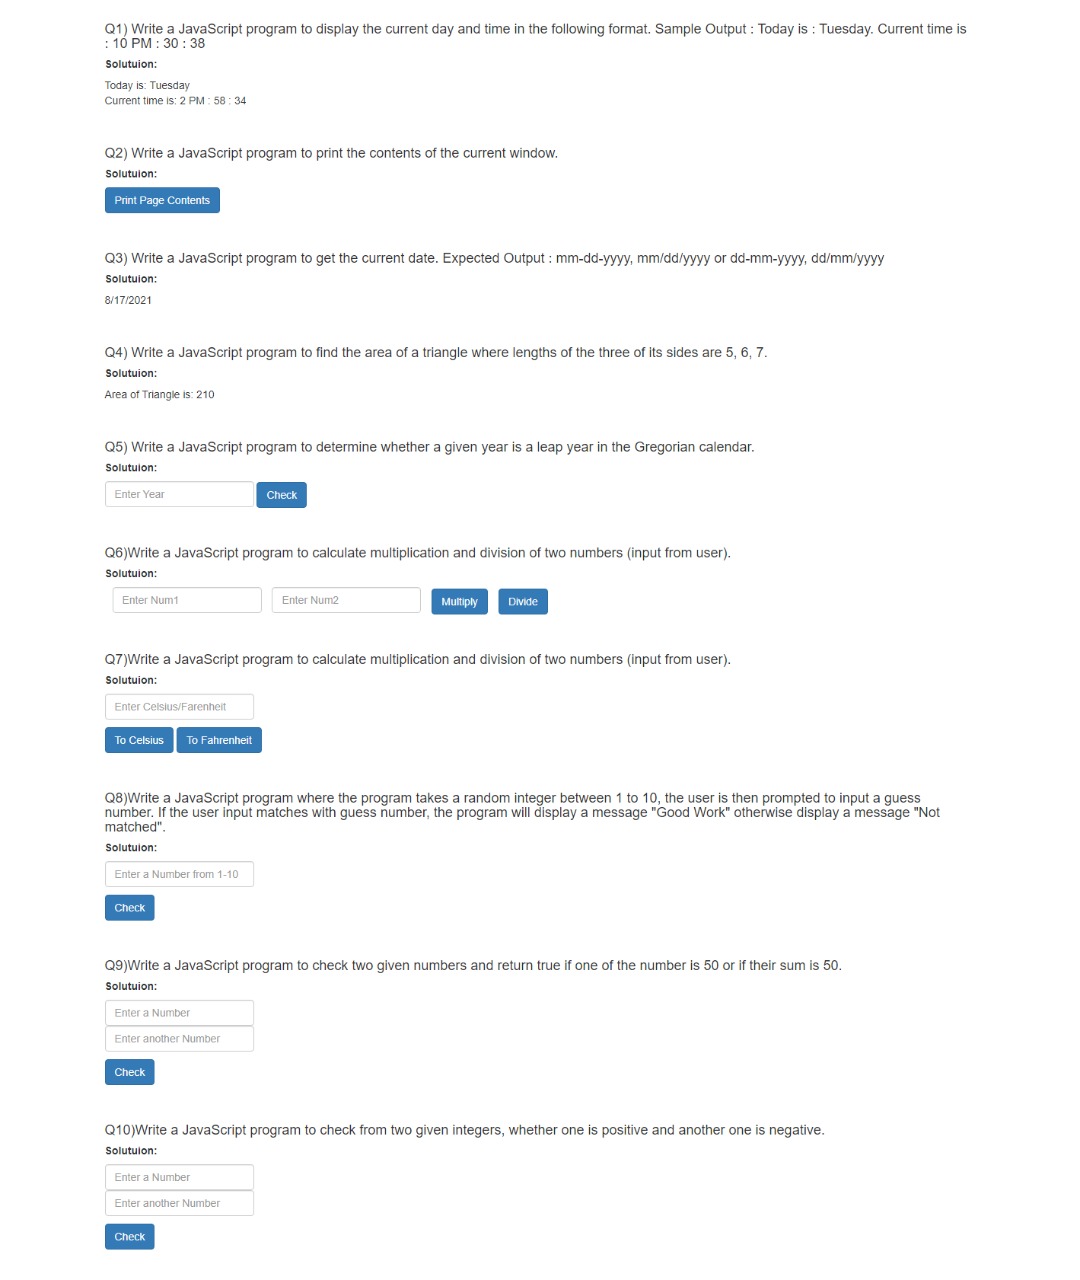 Q1) Write a JavaScript program to display the current day and time in the following format. Sample Output : Today is : Tuesday. Current time is
: 10 PM : 30 : 38
Solutuion:
Today is: Tuesday
Current time is: 2 PM : 58 : 34
Q2) Write a JavaScript program to print the contents of the current window.
Solutuion:
Print Page Contents
Q3) Write a JavaScript program to get the current date. Expected Output : mm-dd-yyyy, mm/dd/yyyy or dd-mm-yyyy, dd/mm/yyyy
Solutuion:
8/17/2021
Q4) Write a JavaScript program to find the area of a triangle where lengths of the three of its sides are 5, 6, 7.
Solutuion:
Area of Triangle is: 210
Q5) Write a JavaScript program to determine whether a given year is a leap year in the Gregorian calendar.
Solutuion:
Enter Year Check
Q6)Write a JavaScript program to calculate multiplication and division of two numbers (input from user).
Solutuion:
Enter Num1 Enter Num2 Multiply Divide
Q7)Write a JavaScript program to calculate multiplication and division of two numbers (input from user).
Solutuion:
Enter Celsius/Farenheit
To Celsius To Fahrenheit
Q8)Write a JavaScript program where the program takes a random integer between 1 to 10, the user is then prompted to input a guess
number. If the user input matches with guess number, the program will display a message "Good Work" otherwise display a message "Not
matched".
Solutuion:
Enter a Number from 1-10
Check
Q9)Write a JavaScript program to check two given numbers and return true if one of the number is 50 or if their sum is 50.
Solutuion:
Enter a Number
Enter another Number
Check
Q10)Write a JavaScript program to check from two given integers, whether one is positive and another one is negative.
Solutuion:
Enter a Number
Enter another Number
Check